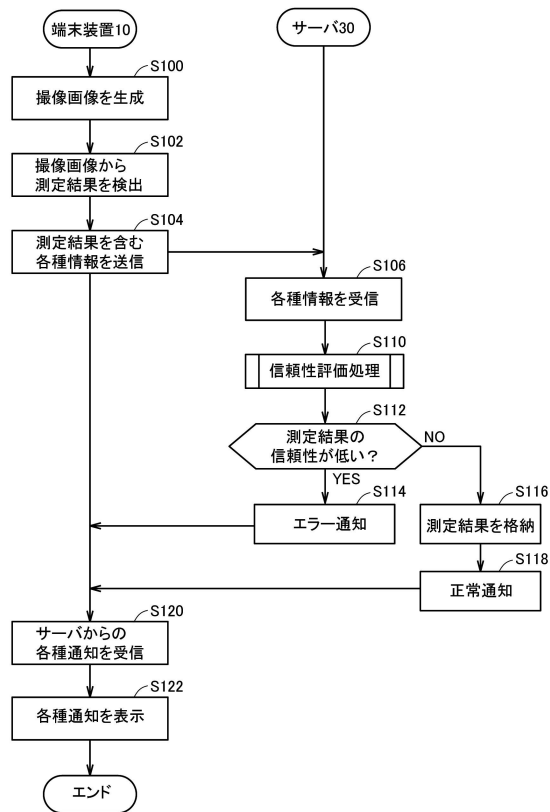 端末装置10
サーバ30
S100
撮像画像を生成
S102
撮像画像から
測定結果を検出
S104
測定結果を含む
各種情報を送信
S106
各種情報を受信
S110
信頼性評価処理
S112
測定結果の
信頼性が低い?
NO
YES
S114
エラー通知
S116
測定結果を格納
S118
正常通知
S120
サーバからの
各種通知を受信
S122
各種通知を表示
エンド